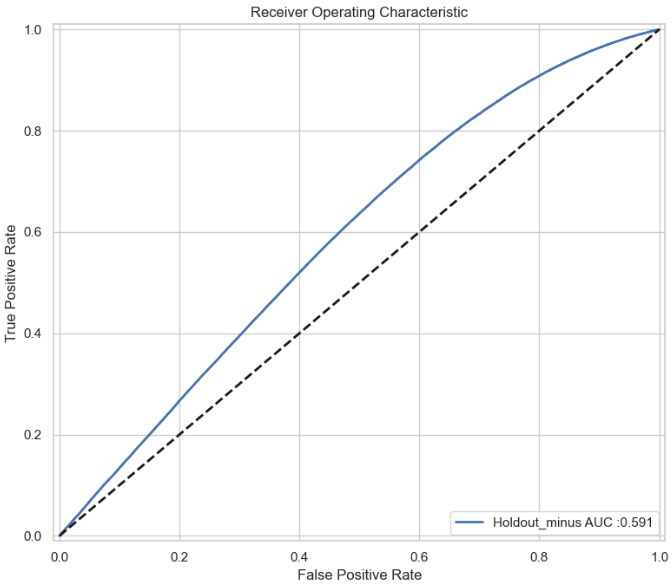 Receiver Operating Characteristic
1.0
0.8
0.6
0.4
0.2
0.0
True Positive Rate
Holdout_minus AUC :0.591
0.0 0.2 0.4 0.6 0.8 1.0
False Positive Rate